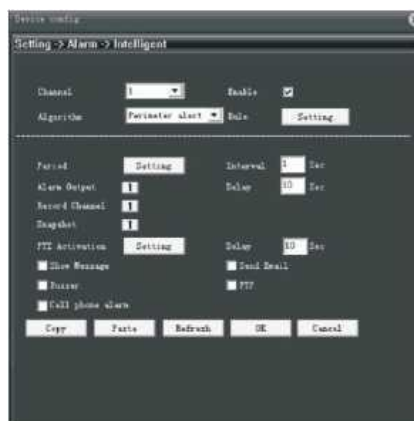 Device config
Setting -> Alarm -> Intelligent
Channel 1 Enable
Algorithm Perimeter alert Rule Setting
Period Setting Interval 1 Sec
Alarm Output 1 Delay 10 Sec
Record Channel 1
Snapshot 1
PTZ Activation Setting Delay 10 Sec
Show Message Send Email
Buzzer FTP
Call phone alarm
Copy Paste Refresh OK Cancel